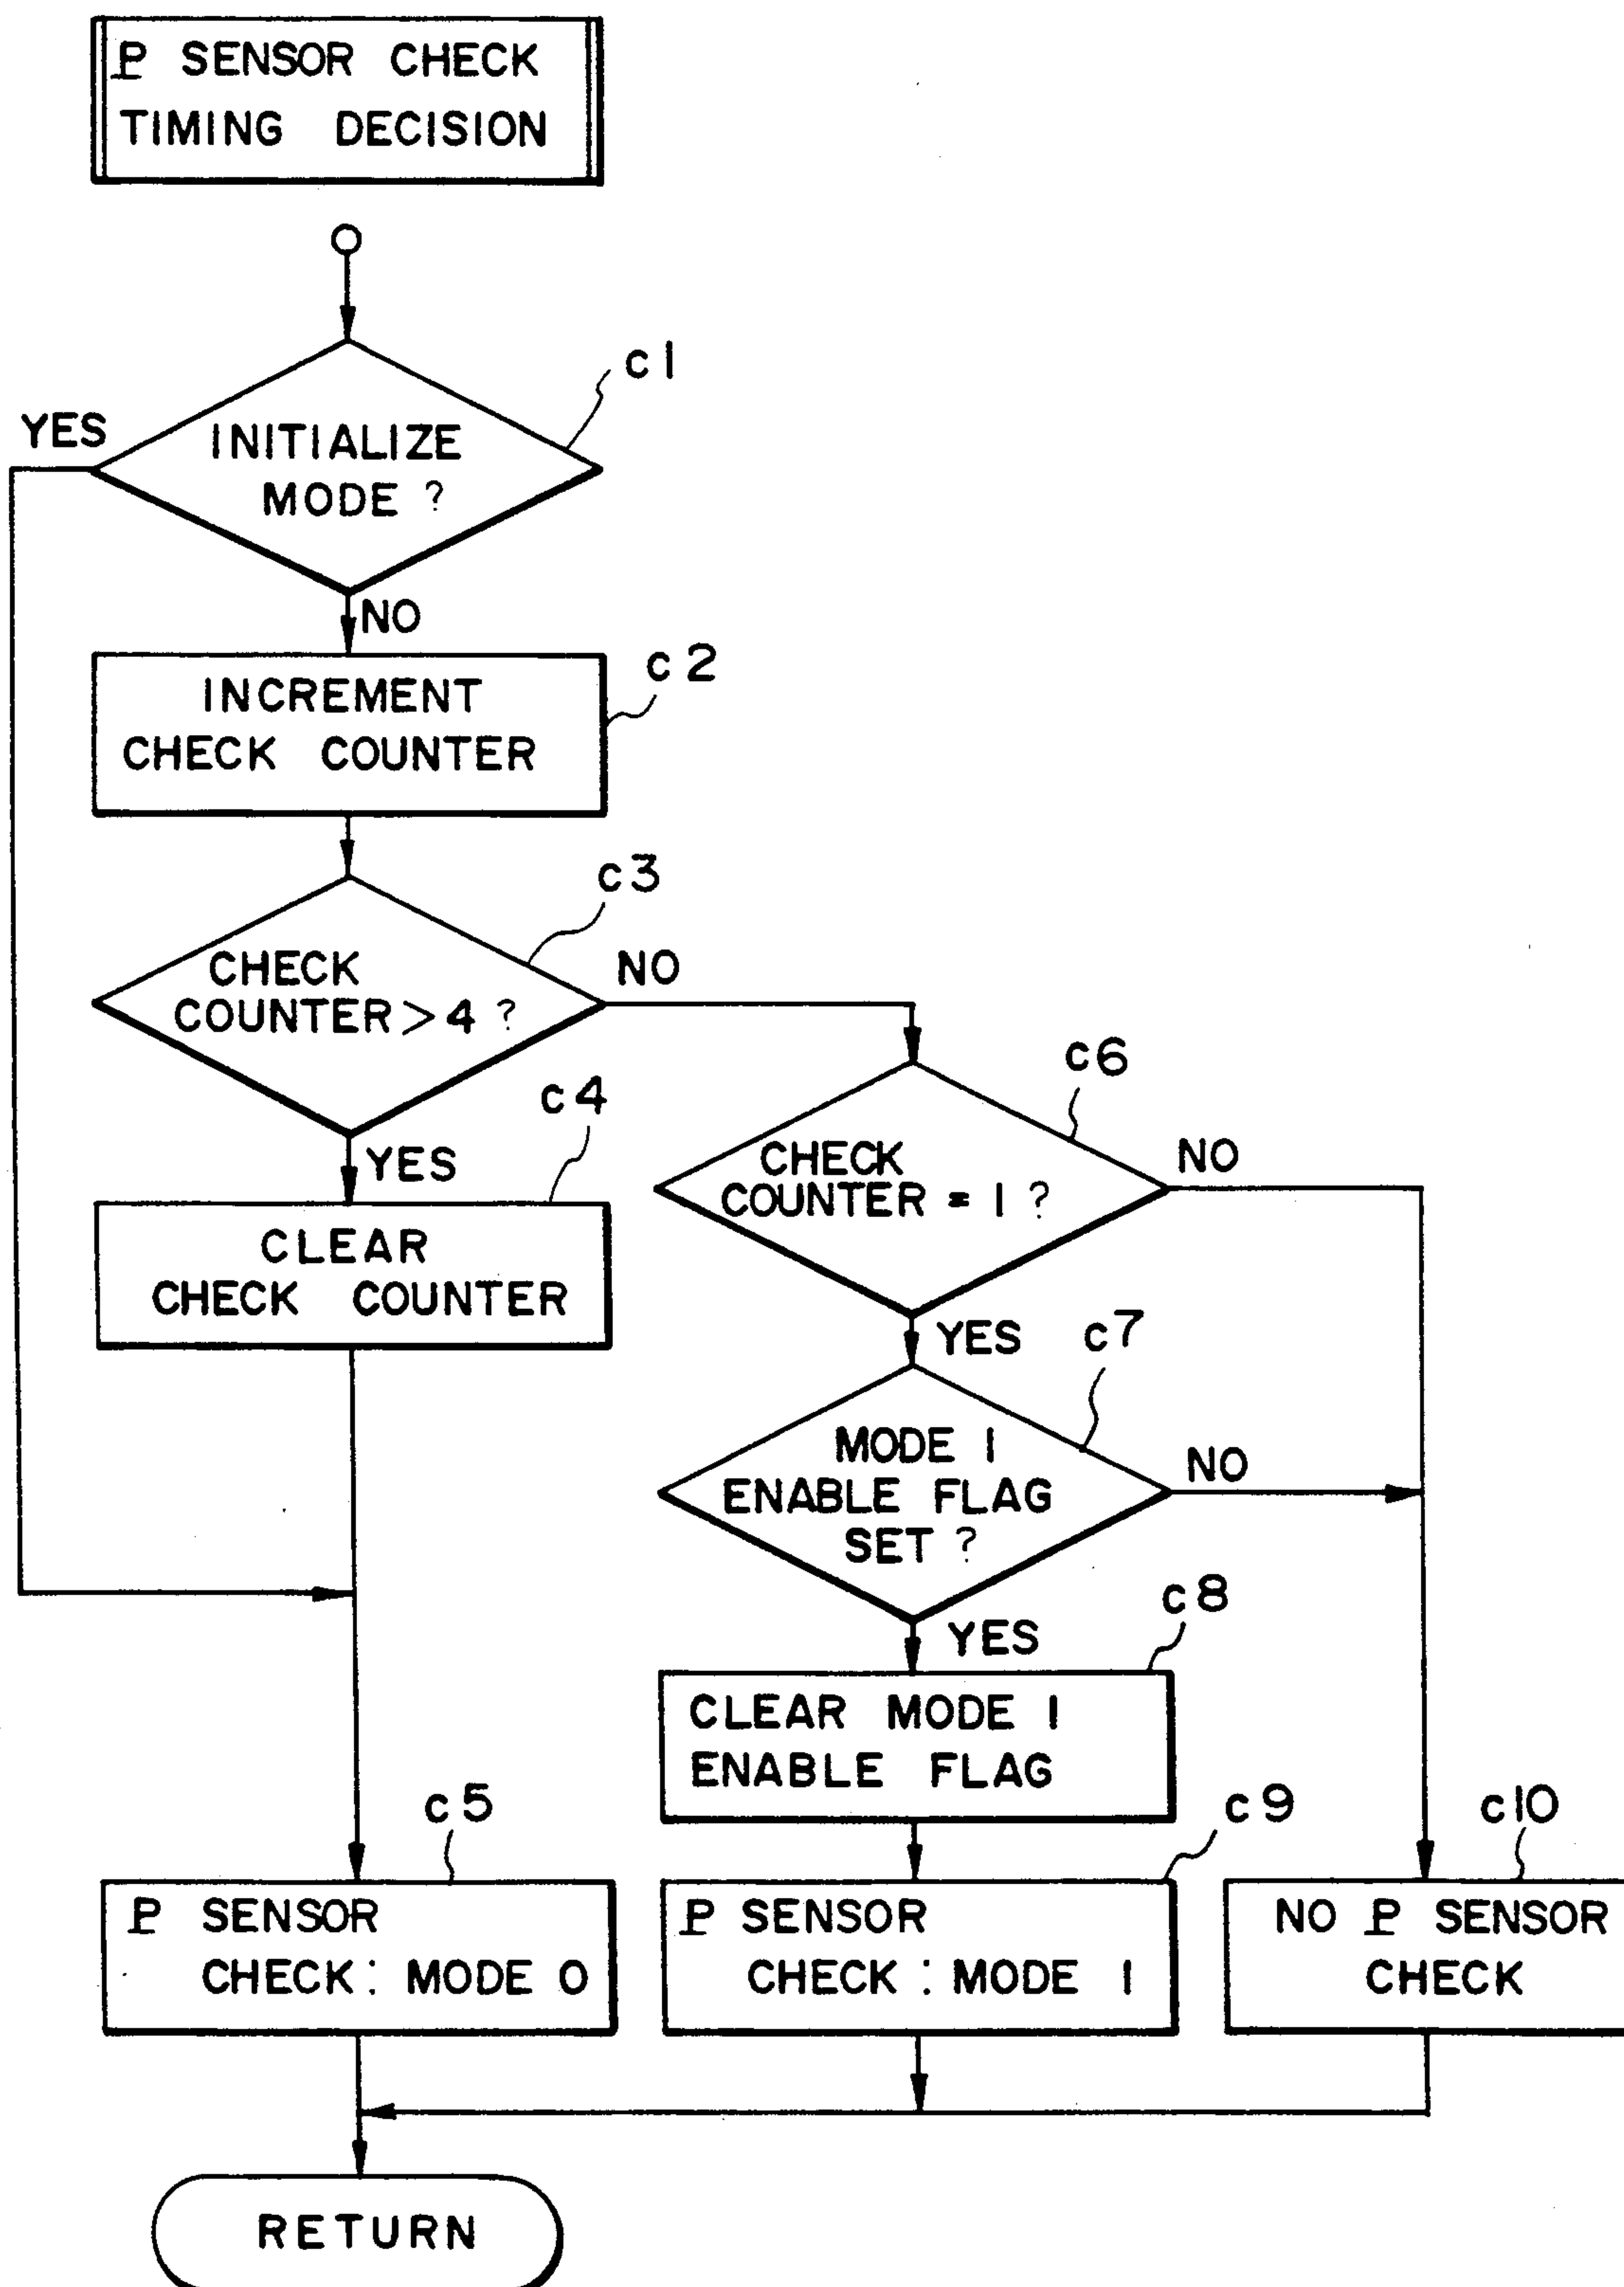 P SENSOR CHECK
TIMING DECISION
c1
YES
INITIALIZE
MODE ?
NO
c2
INCREMENT
CHECK COUNTER
c3
CHECK
COUNTER > 4 ?
NO
c6
c4
YES
CHECK
COUNTER = 1 ?
NO
CLEAR
CHECK COUNTER
YES
c7
MODE 1
ENABLE FLAG
SET ?
NO
c8
YES
CLEAR MODE 1
ENABLE FLAG
c5
c9
c10
P SENSOR
CHECK : MODE 0
P SENSOR
CHECK : MODE 1
NO P SENSOR
CHECK
RETURN